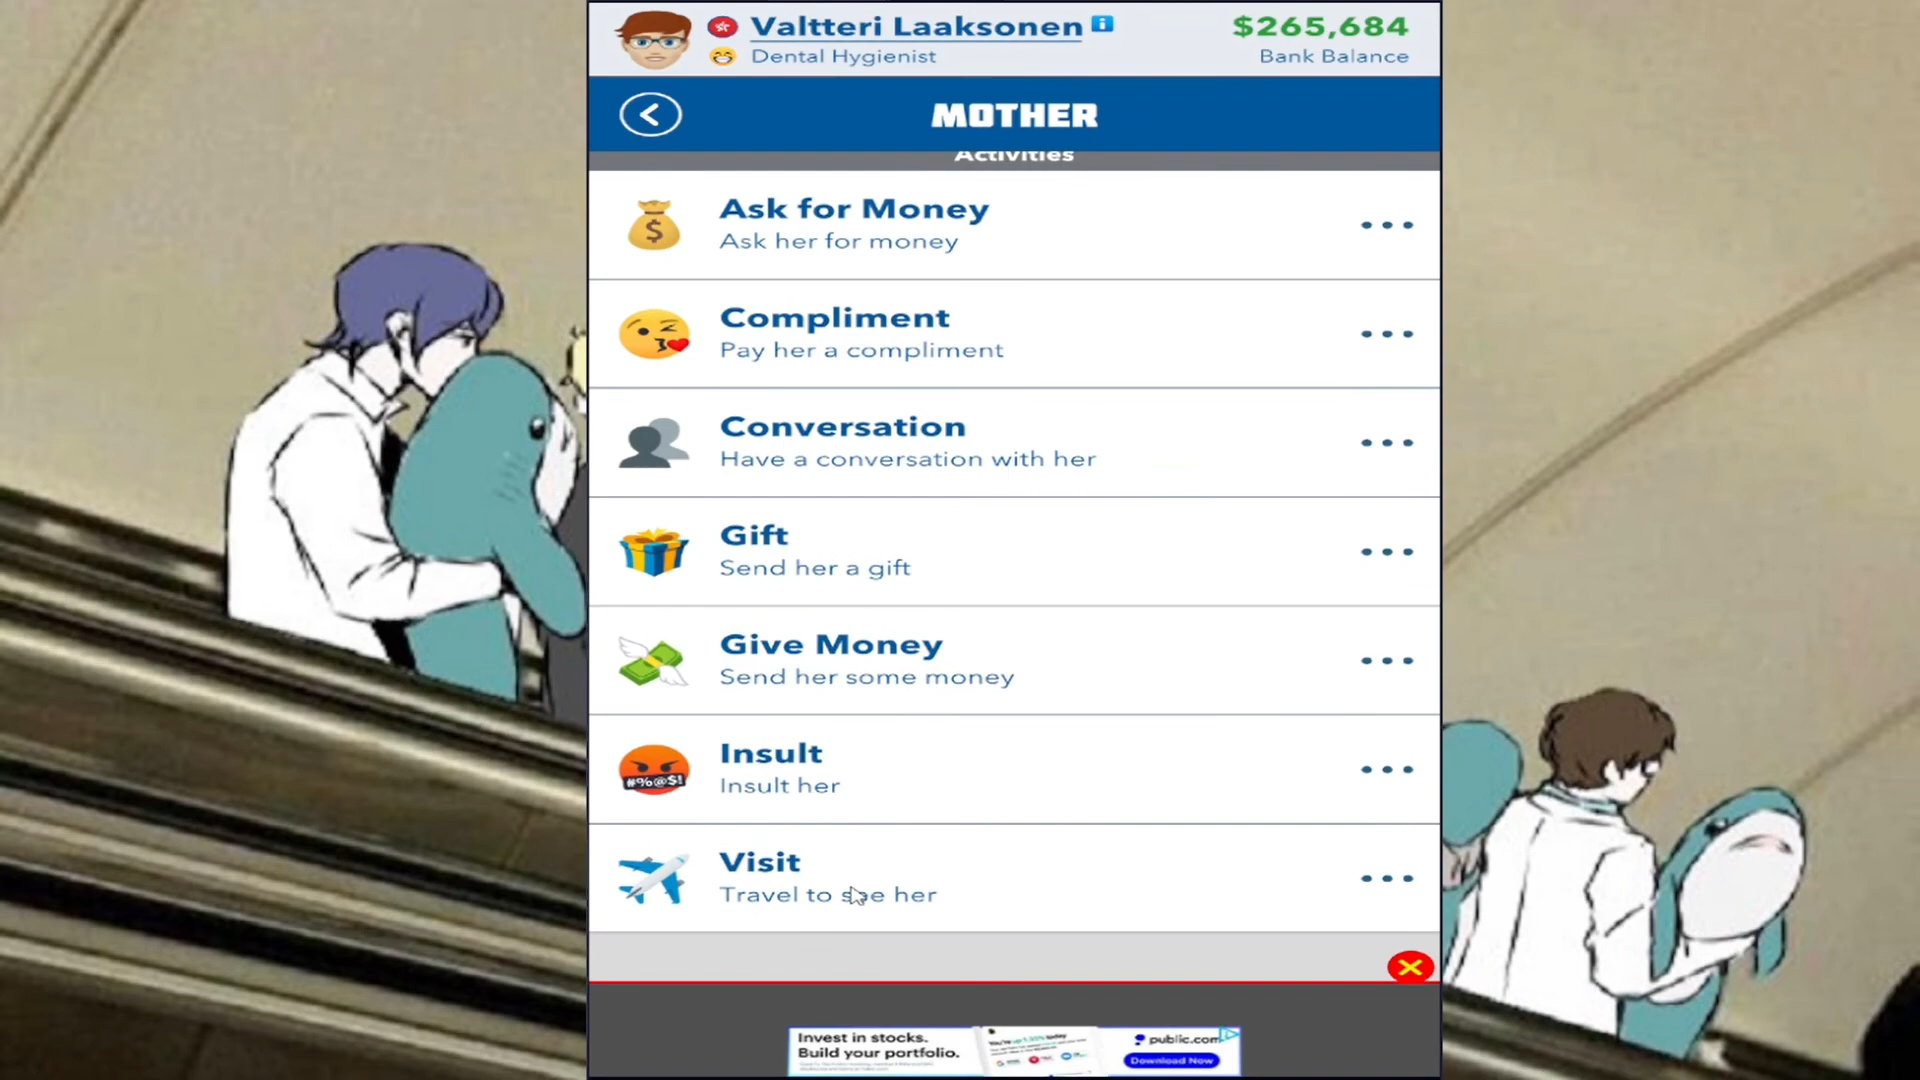 Valtteri Laaksonen
$265,684
Dental Hygienist
Bank Balance
MOTHER
Activities
Ask for Money
Ask her for money
Compliment
Pay her a compliment
Conversation
Have a conversation with her
Gift
Send her a gift
$
Give Money
Send her some money
Insult
#%@$!
Insult her
Visit
Travel to see her
Invest in stocks.
Build your portfolio.
public.com
Download Now